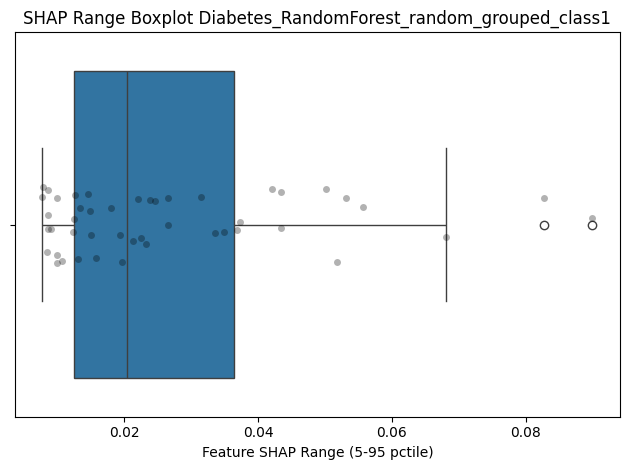 SHAP Range Boxplot Diabetes_RandomForest_random_grouped_class1
0.02 0.04 0.06 0.08
Feature SHAP Range (5-95 pctile)